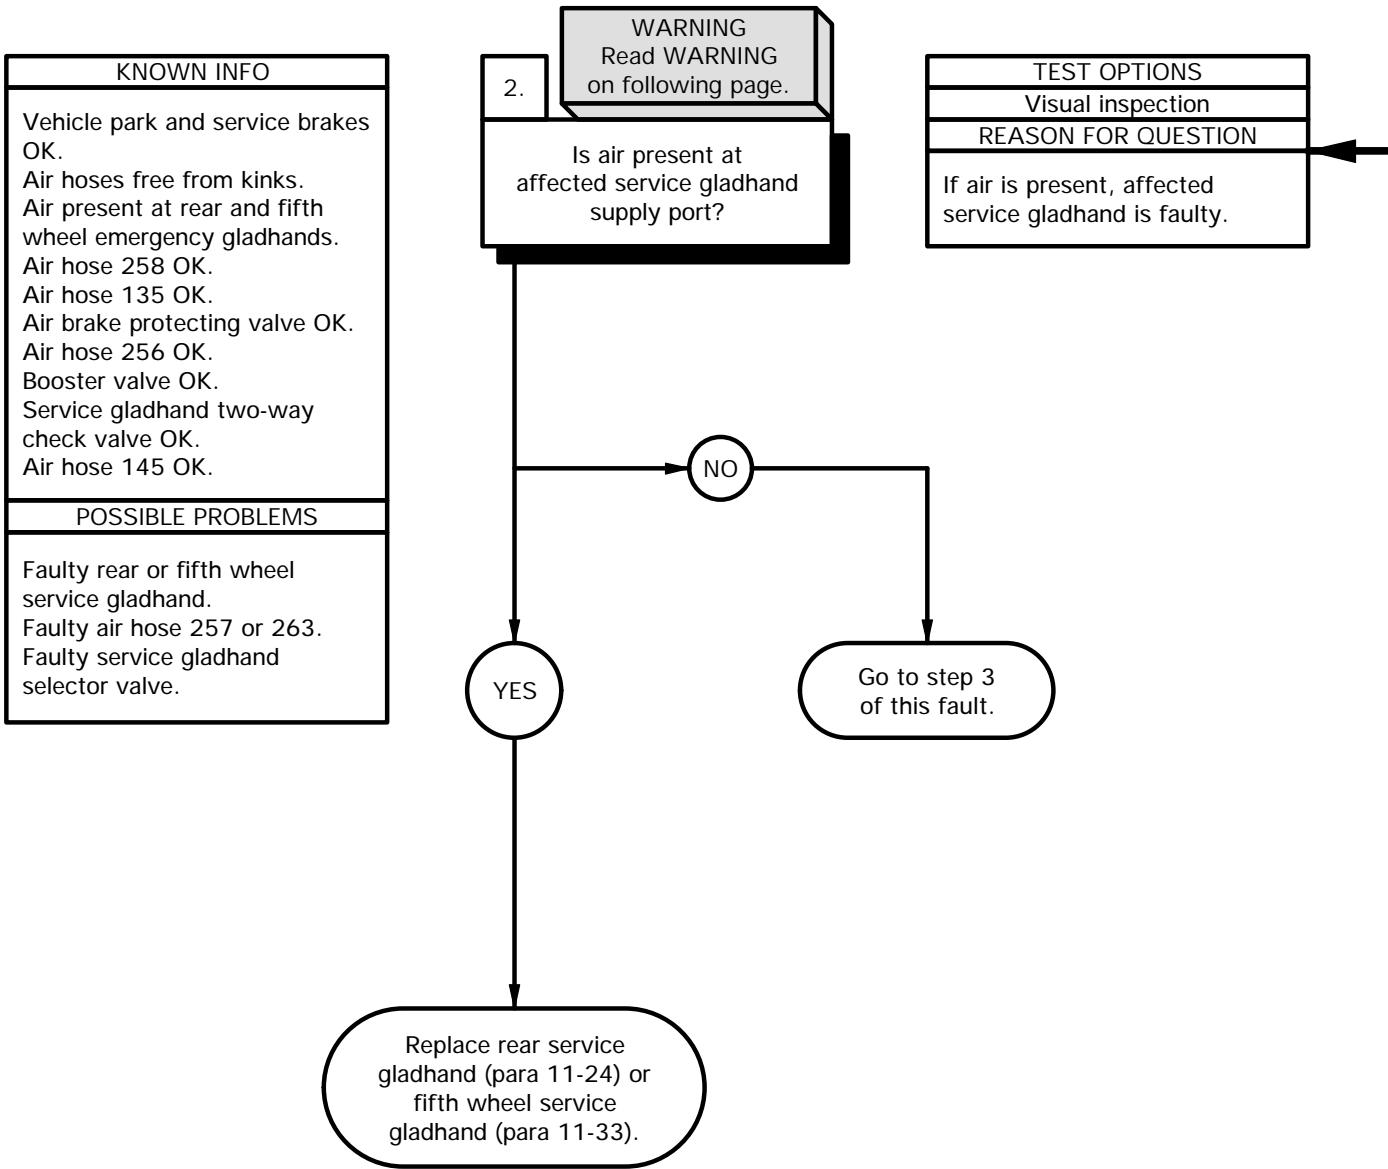 KNOWN INFO
Vehicle park and service brakes
OK.
Air hoses free from kinks.
Air present at rear and fifth
wheel emergency gladhands.
Air hose 258 OK.
Air hose 135 OK.
Air brake protecting valve OK.
Air hose 256 OK.
Booster valve OK.
Service gladhand two-way
check valve OK.
Air hose 145 OK.
POSSIBLE PROBLEMS
Faulty rear or fifth wheel
service gladhand.
Faulty air hose 257 or 263.
Faulty service gladhand
selector valve.
WARNING
Read WARNING
on following page.
2.
Is air present at
affected service gladhand
supply port?
TEST OPTIONS
Visual inspection
REASON FOR QUESTION
If air is present, affected
service gladhand is faulty.
NO
YES
Go to step 3
of this fault.
Replace rear service
gladhand (para 11-24) or
fifth wheel service
gladhand (para 11-33).